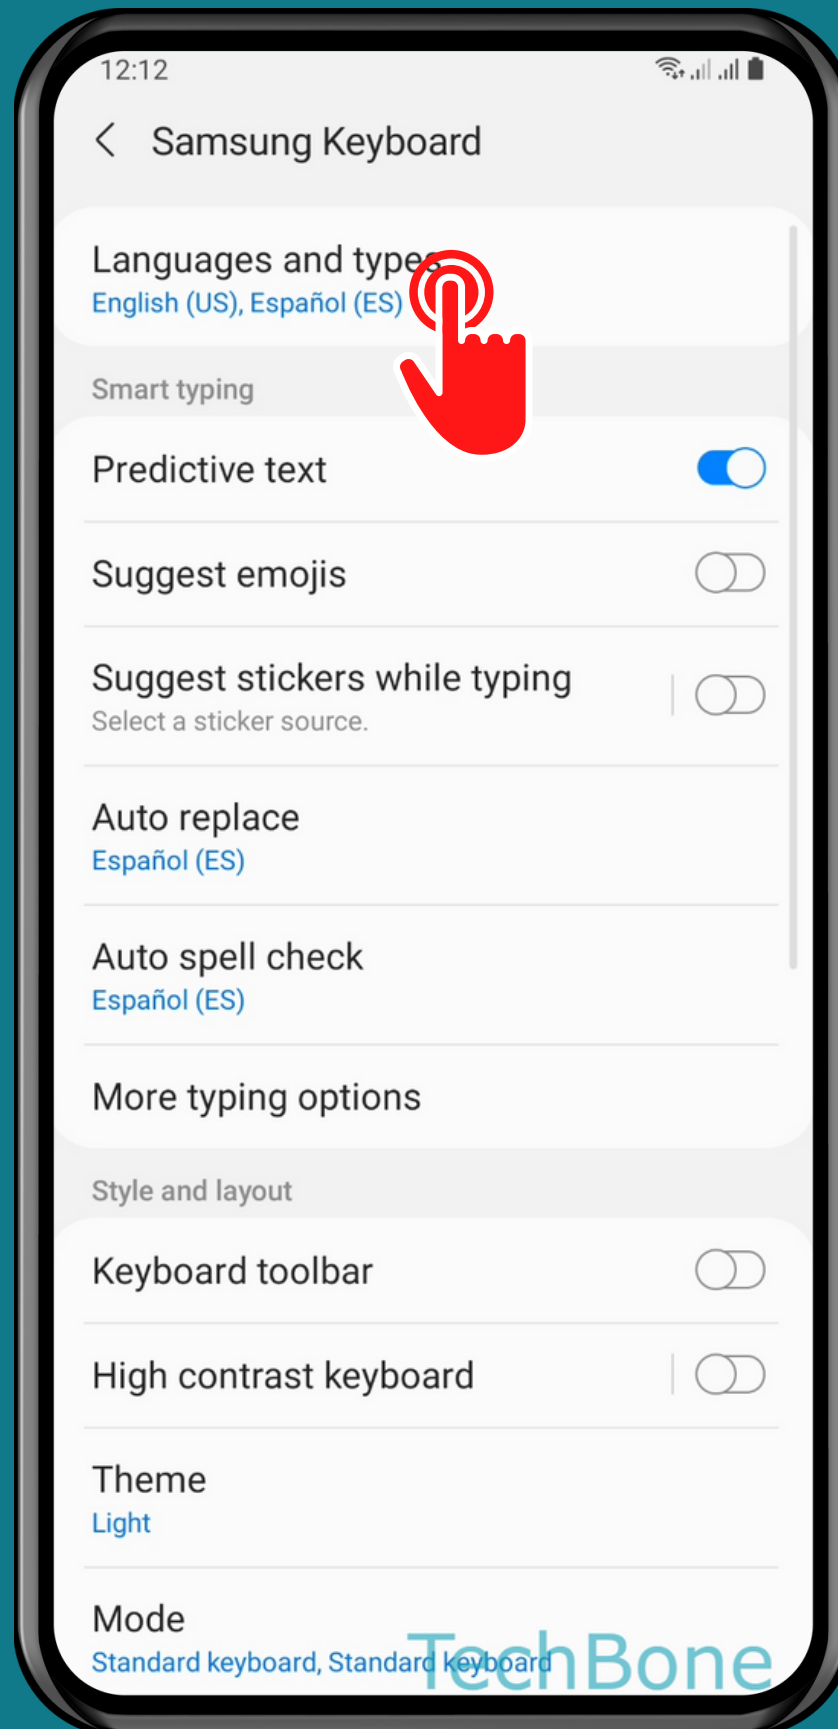 12:12
Samsung Keyboard
Languages and types
English (US), Español (ES)
Smart typing
Predictive text
Suggest emojis
Suggest stickers while typing
Select a sticker source.
Auto replace
Español (ES)
Auto spell check
Español (ES)
More typing options
Style and layout
Keyboard toolbar
High contrast keyboard
Theme
Light
Mode
Standard keyboard, Standard keyboard
TechBone